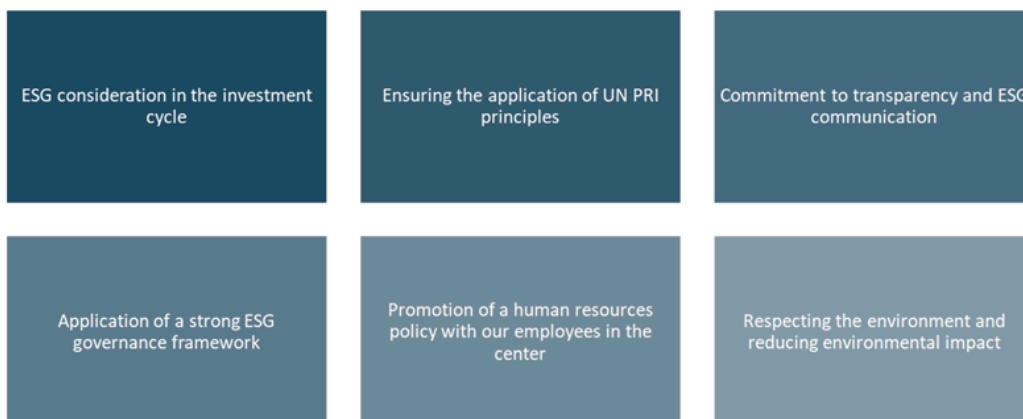 ESG consideration in the investment
cycle
Ensuring the application of UN PRI
principles
Commitment to transparency and ESG
communication
Application of a strong ESG
governance framework
Promotion of a human resources
policy with our employees in the
center
Respecting the environment and
reducing environmental impact